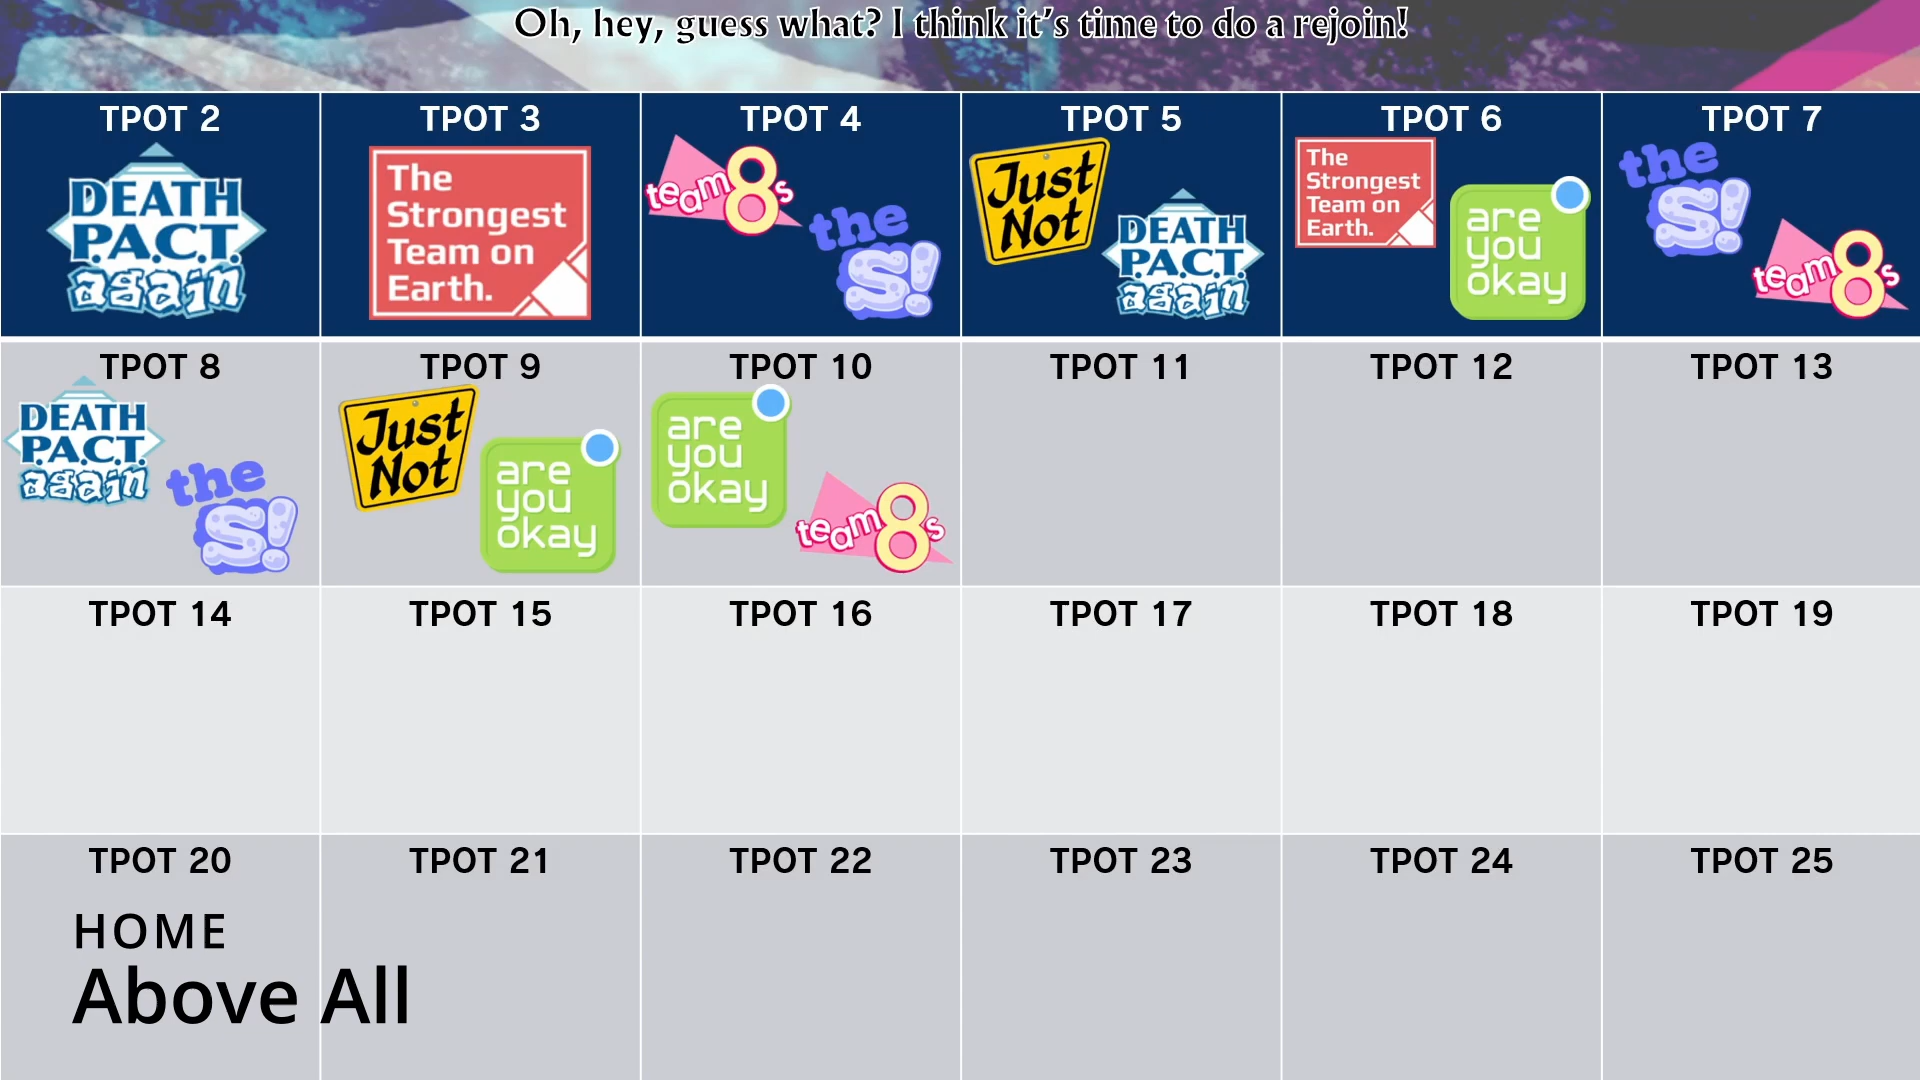 Oh, hey, guess what? I think it's time to do a rejoin!
TPOT 2
DEATH
P.A.C.T.
again
TPOT 3
The
Strongest
Team on
Earth.
TPOT 4
team8s
the
S!
TPOT 5
Just
Not
DEATH
P.A.C.T.
again
TPOT 6
The
Strongest
Team on
Earth.
are
you
okay
TPOT 7
the
S!
team8s
TPOT 8
DEATH
P.A.C.T.
again
the
S!
TPOT 9
Just
Not
are
you
okay
TPOT 10
are
you
okay
team8s
TPOT 11
TPOT 12
TPOT 13
TPOT 14
TPOT 15
TPOT 16
TPOT 17
TPOT 18
TPOT 19
TPOT 20
TPOT 21
TPOT 22
TPOT 23
TPOT 24
TPOT 25
HOME
Above All